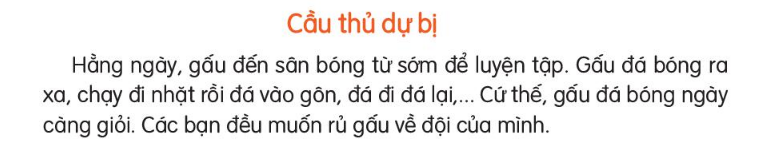 Cầu thủ dự bị
Hằng ngày, gấu đến sân bóng từ sớm để luyện tập. Gấu đá bóng ra
xa, chạy đi nhặt rồi đá vào gôn, đá đi đá lại,... Cứ thế, gấu đá bóng ngày
càng giỏi. Các bạn đều muốn rủ gấu về đội của mình.